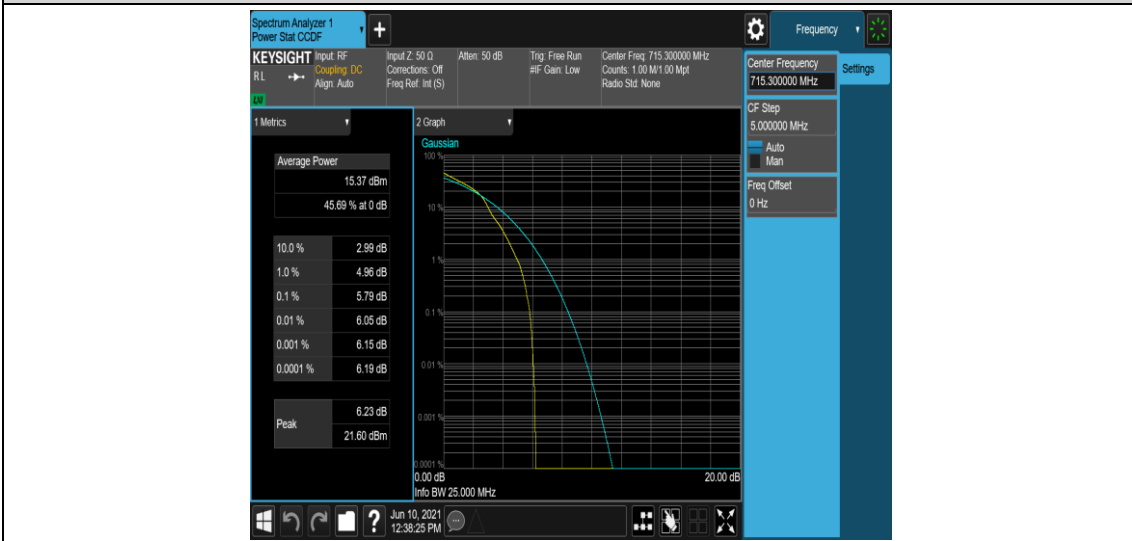 Spectrum Analyzer 1
Power Stat CCDF
+
Frequency
KEYSIGHT
RL
Input: RF
Coupling: DC
Align: Auto
Input Z: 50 Ω
Corrections: Off
Freq Ref: Int (S)
Atten: 50 dB
Trig: Free Run
#IF Gain: Low
Center Freq: 715.300000 MHz
Counts: 1.00 M/1.00 Mpt
Radio Std: None
LXI
Center Frequency
715.300000 MHz
Settings
CF Step
5.000000 MHz
Auto
Man
Freq Offset
0 Hz
1 Metrics
Average Power
15.37 dBm
45.69 % at 0 dB
10.0 % 2.99 dB
1.0 % 4.96 dB
0.1 % 5.79 dB
0.01 % 6.05 dB
0.001 % 6.15 dB
0.0001 % 6.19 dB
Peak
6.23 dB
21.60 dBm
2 Graph
Gaussian
100 %
10 %
1 %
0.1 %
0.01 %
0.001 %
0.0001 %
0.00 dB
20.00 dB
Info BW 25.000 MHz
?
Jun 10, 2021
12:38:25 PM